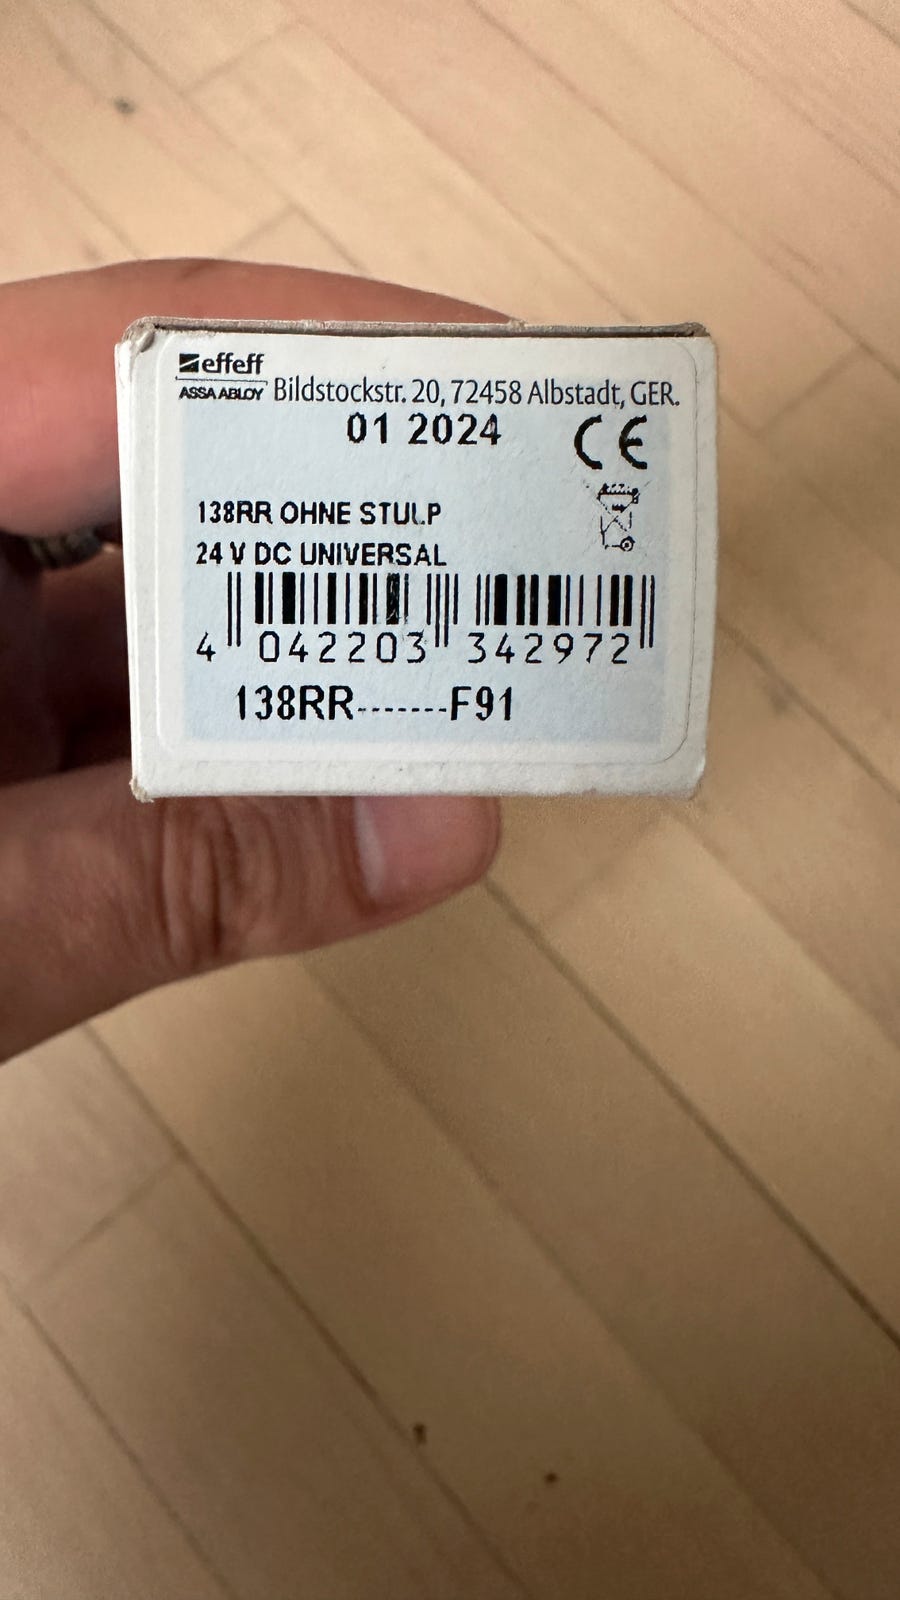 effeff
ASSA ABLOY Bildstockstr. 20, 72458 Albstadt, GER.
01 2024
CE
138RR OHNE STULP
24 V DC UNIVERSAL
4 042203 342972
138RR-------F91